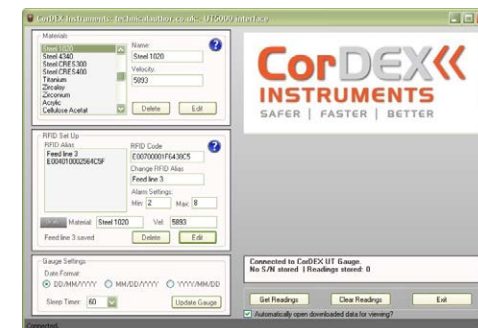 CorDEX Instruments: technicalauthor.co.uk:- UT5000 interface
Materials
Steel 1020
Steel 4340
Steel CRES300
Steel CRES400
Titanium
Zircaloy
Zirconium
Acrylic
Cellulose Acetat
Name:
Steel 1020
Velocity:
5893
Delete
Edit
RFID Set Up
RFID Alias
Feed line 3
E004010002564C5F
RFID Code
E00700001F6438C5
Change RFID Alias
Feed line 3
Alarm Settings:
Min: 2 Max: 8
Material: Steel 1020 Vel: 5893
Feed line 3 saved
Delete
Edit
Gauge Settings
Date Format:
DD/MM/YYYY MM/DD/YYYY YYYY/MM/DD
Sleep Timer: 60
Update Gauge
CorDEX
INSTRUMENTS
SAFER | FASTER | BETTER
Connected to CorDEX UT Gauge.
No S/N stored | Readings stored: 0
Get Readings
Clear Readings
Exit
Automatically open downloaded data for viewing?
Connected.